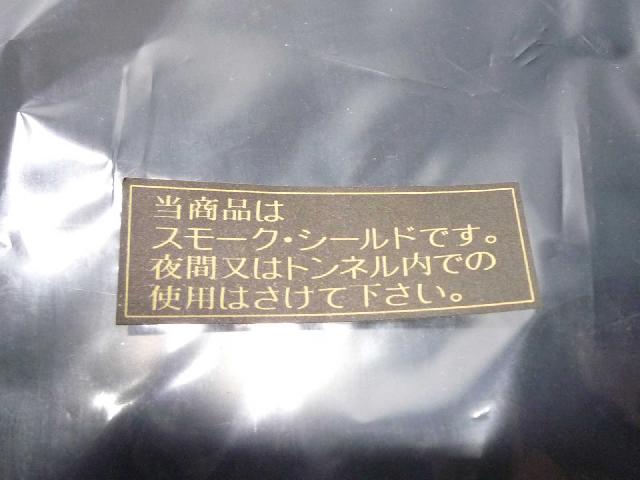 当商品は
スモーク・シールドです。
夜間又はトンネル内での
使用はさけて下さい。